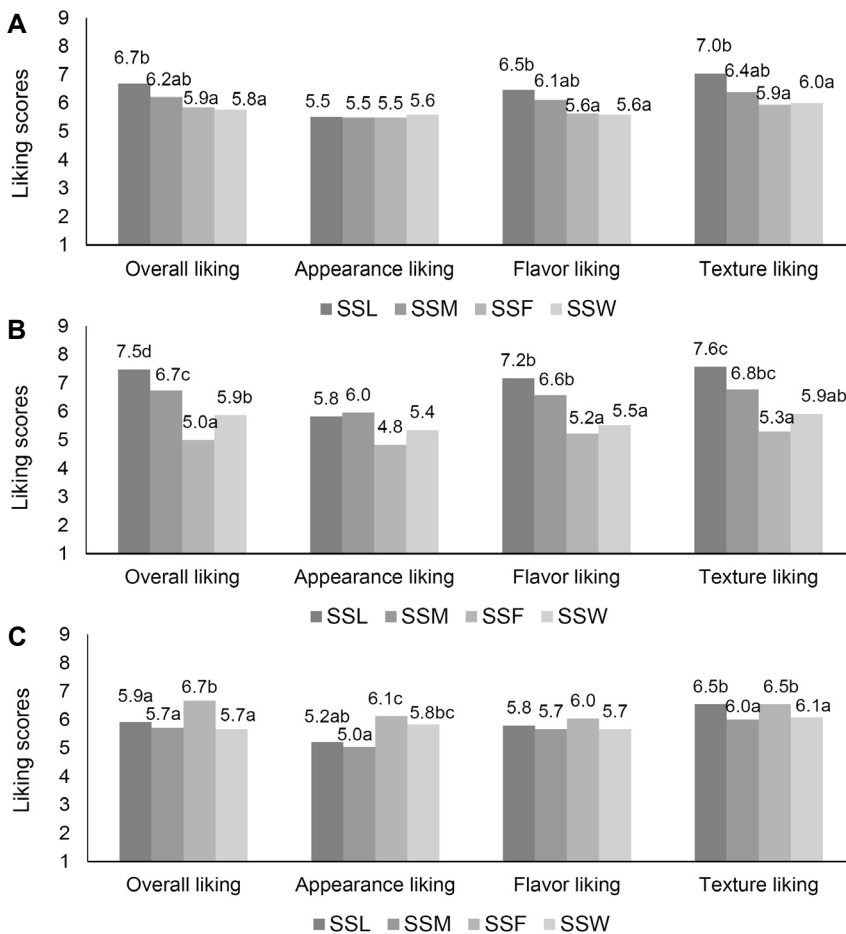 A
Liking scores
9
8
7
6
5
4
3
2
1
6.7b 6.2ab 5.9a 5.8a
5.5 5.5 5.5 5.6
6.5b 6.1ab 5.6a 5.6a
7.0b 6.4ab 5.9a 6.0a
Overall liking Appearance liking Flavor liking Texture liking
SSL SSM SSF SSW
B
Liking scores
9
8
7
6
5
4
3
2
1
7.5d 6.7c 5.0a 5.9b
5.8 6.0 4.8 5.4
7.2b 6.6b 5.2a 5.5a
7.6c 6.8bc 5.3a 5.9ab
Overall liking Appearance liking Flavor liking Texture liking
SSL SSM SSF SSW
C
Liking scores
9
8
7
6
5
4
3
2
1
5.9a 5.7a 6.7b 5.7a
5.2ab 5.0a 6.1c 5.8bc
5.8 5.7 6.0 5.7
6.5b 6.0a 6.5b 6.1a
Overall liking Appearance liking Flavor liking Texture liking
SSL SSM SSF SSW